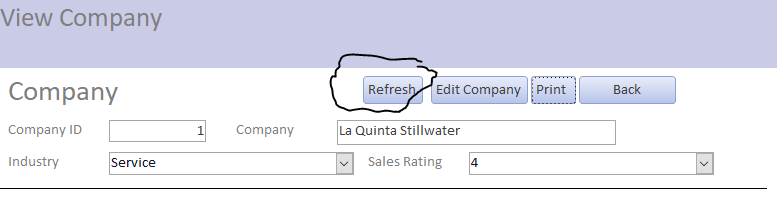 View Company
Company Refresh Edit Company Print Back
Company ID 1 Company La Quinta Stillwater
Industry Service Sales Rating 4